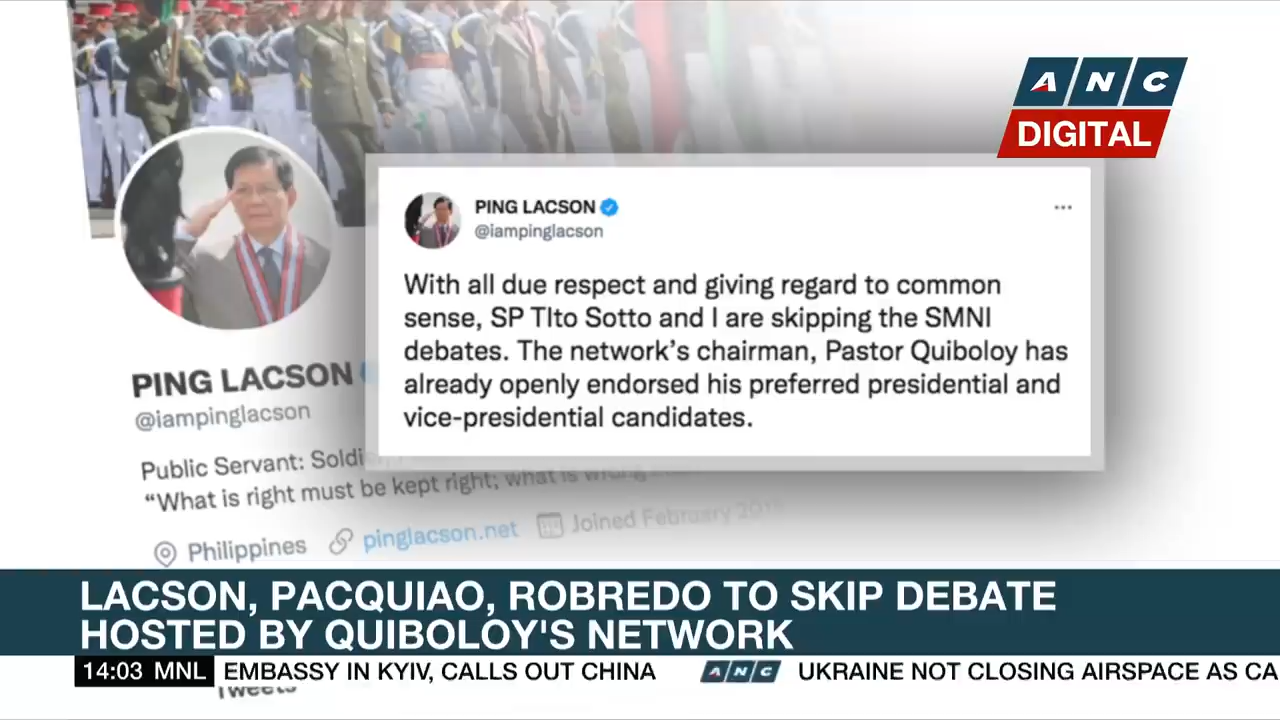 ANC
DIGITAL
PING LACSON
@iampinglacson
With all due respect and giving regard to common
sense, SP TIto Sotto and I are skipping the SMNI
debates. The network's chairman, Pastor Quiboloy has
already openly endorsed his preferred presidential and
vice-presidential candidates.
PING LACSON
@iampinglacson
Public Servant: Soldier,
“What is right must be kept right; what is wrong
Philippines
pinglacson.net
Joined February
LACSON, PACQUIAO, ROBREDO TO SKIP DEBATE
HOSTED BY QUIBOLOY'S NETWORK
14:03 MNL EMBASSY IN KYIV, CALLS OUT CHINA ANC UKRAINE NOT CLOSING AIRSPACE AS CA
Tweets